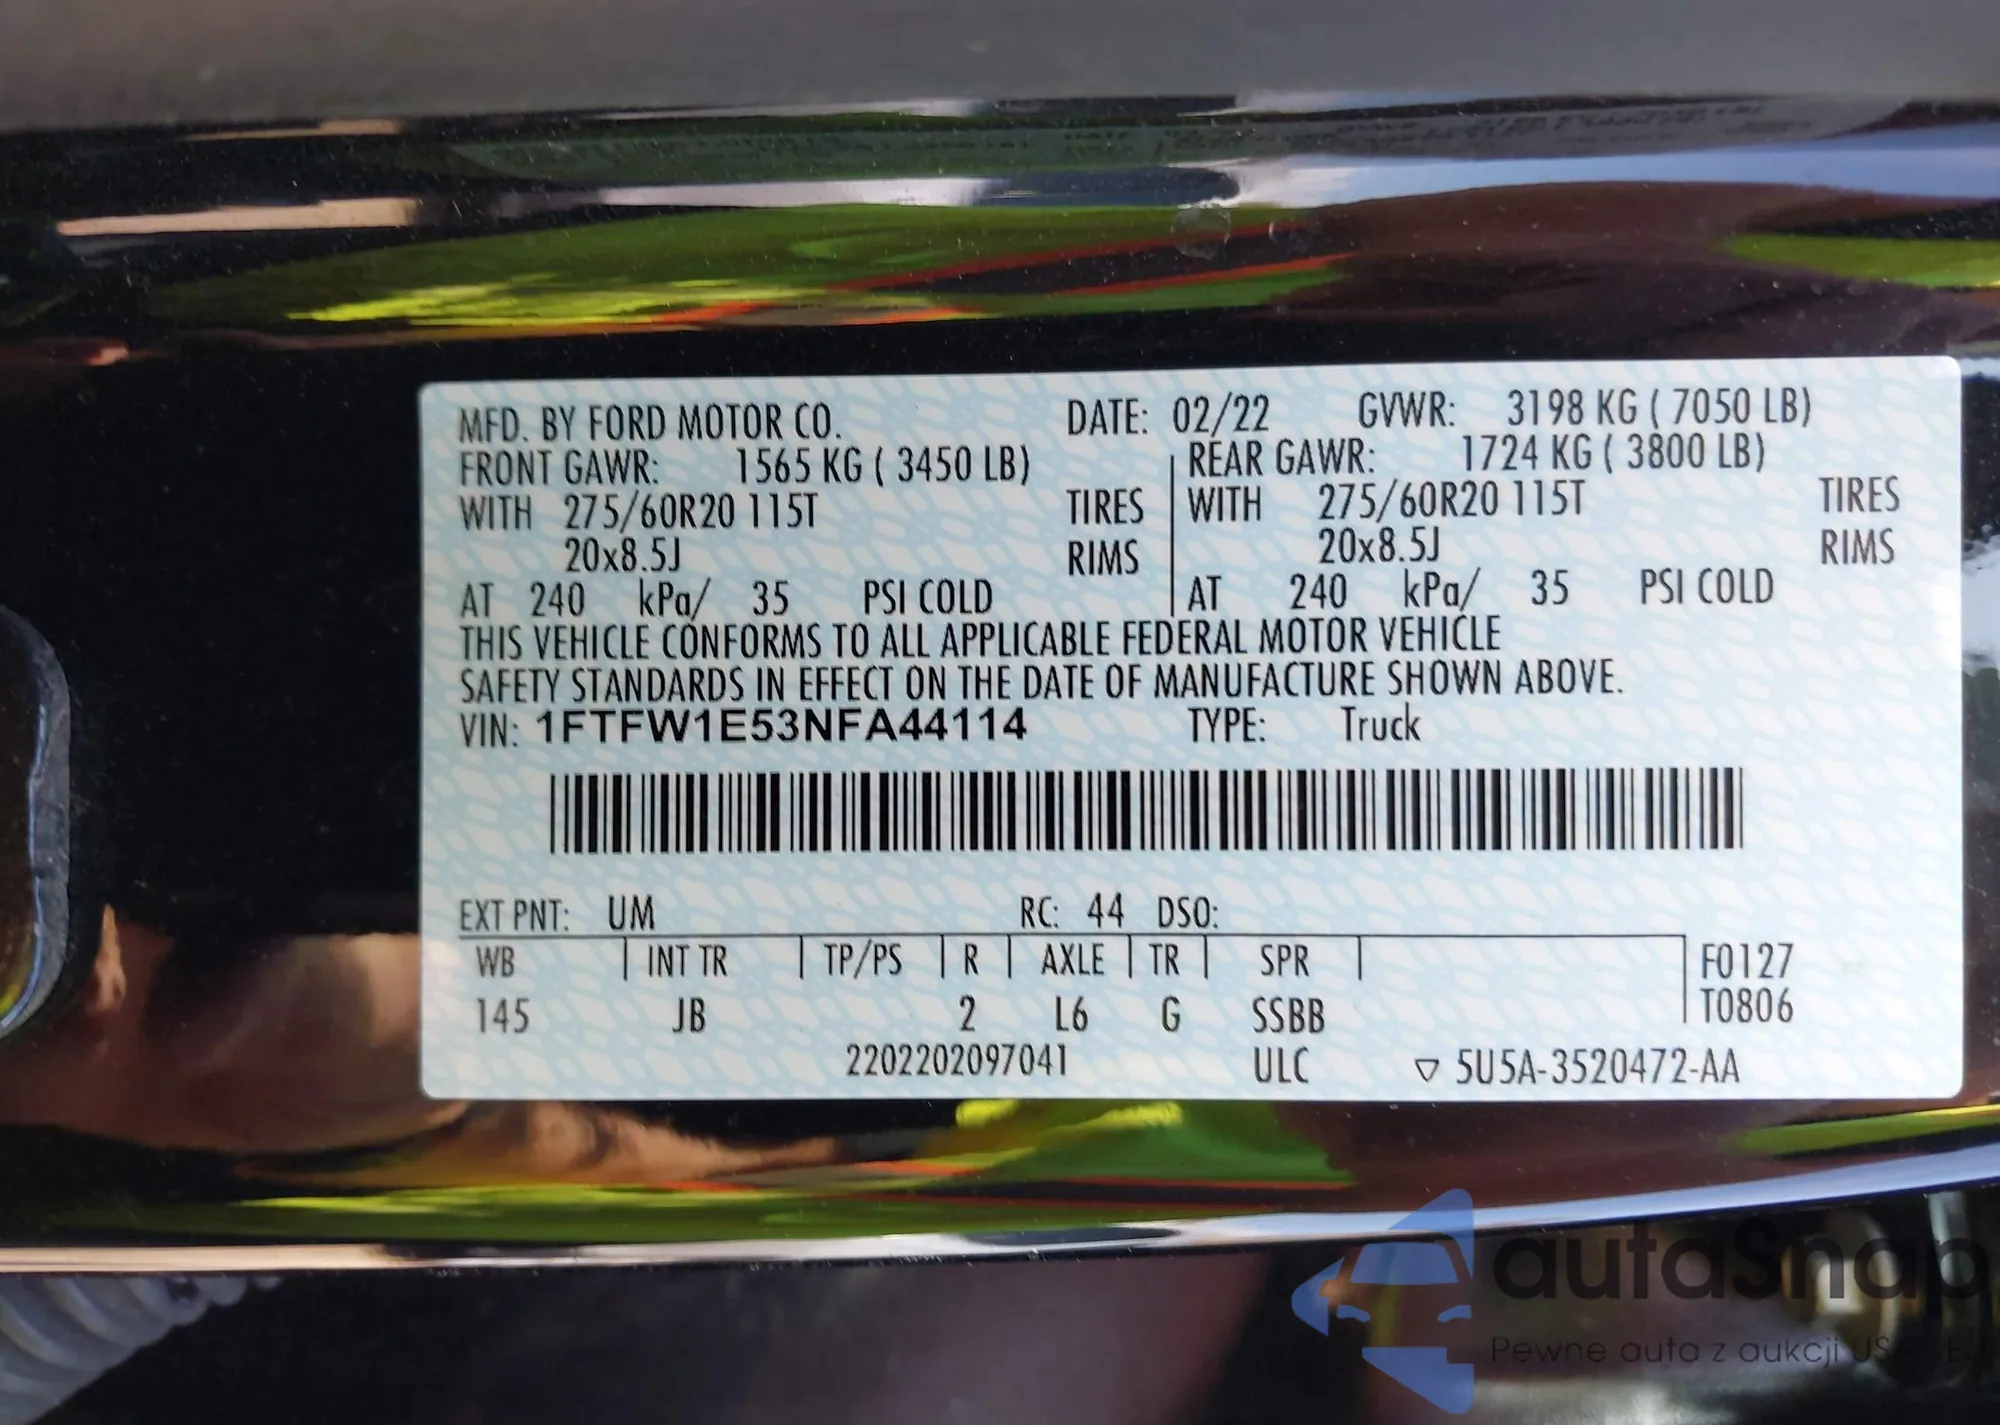 MFD. BY FORD MOTOR CO. DATE: 02/22 GVWR: 3198 KG ( 7050 LB)
FRONT GAWR: 1565 KG ( 3450 LB) REAR GAWR: 1724 KG ( 3800 LB)
WITH 275/60R20 115T TIRES WITH 275/60R20 115T TIRES
20x8.5J RIMS 20x8.5J RIMS
AT 240 kPa/ 35 PSI COLD AT 240 kPa/ 35 PSI COLD
THIS VEHICLE CONFORMS TO ALL APPLICABLE FEDERAL MOTOR VEHICLE
SAFETY STANDARDS IN EFFECT ON THE DATE OF MANUFACTURE SHOWN ABOVE.
VIN: 1FTFW1E53NFA44114 TYPE: Truck
EXT PNT: UM RC: 44 DSO:
WB INT TR TP/PS R AXLE TR SPR F0127
145 JB 2 L6 G SSBB T0806
2202202097041 ULC ▽ 5U5A-3520472-AA
autaSnap
Pewne auta z aukcji USA